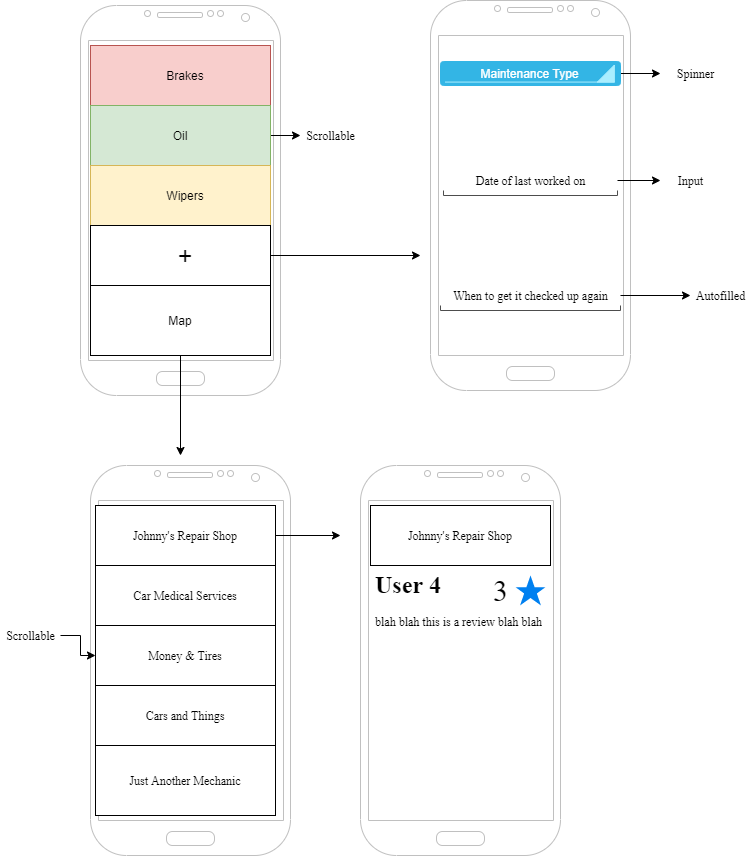 Brakes
Oil
Scrollable
Wipers
+
Map
Maintenance Type
Spinner
Date of last worked on
Input
When to get it checked up again
Autofilled
Johnny's Repair Shop
Car Medical Services
Scrollable
Money & Tires
Cars and Things
Just Another Mechanic
Johnny's Repair Shop
User 4
3
blah blah this is a review blah blah